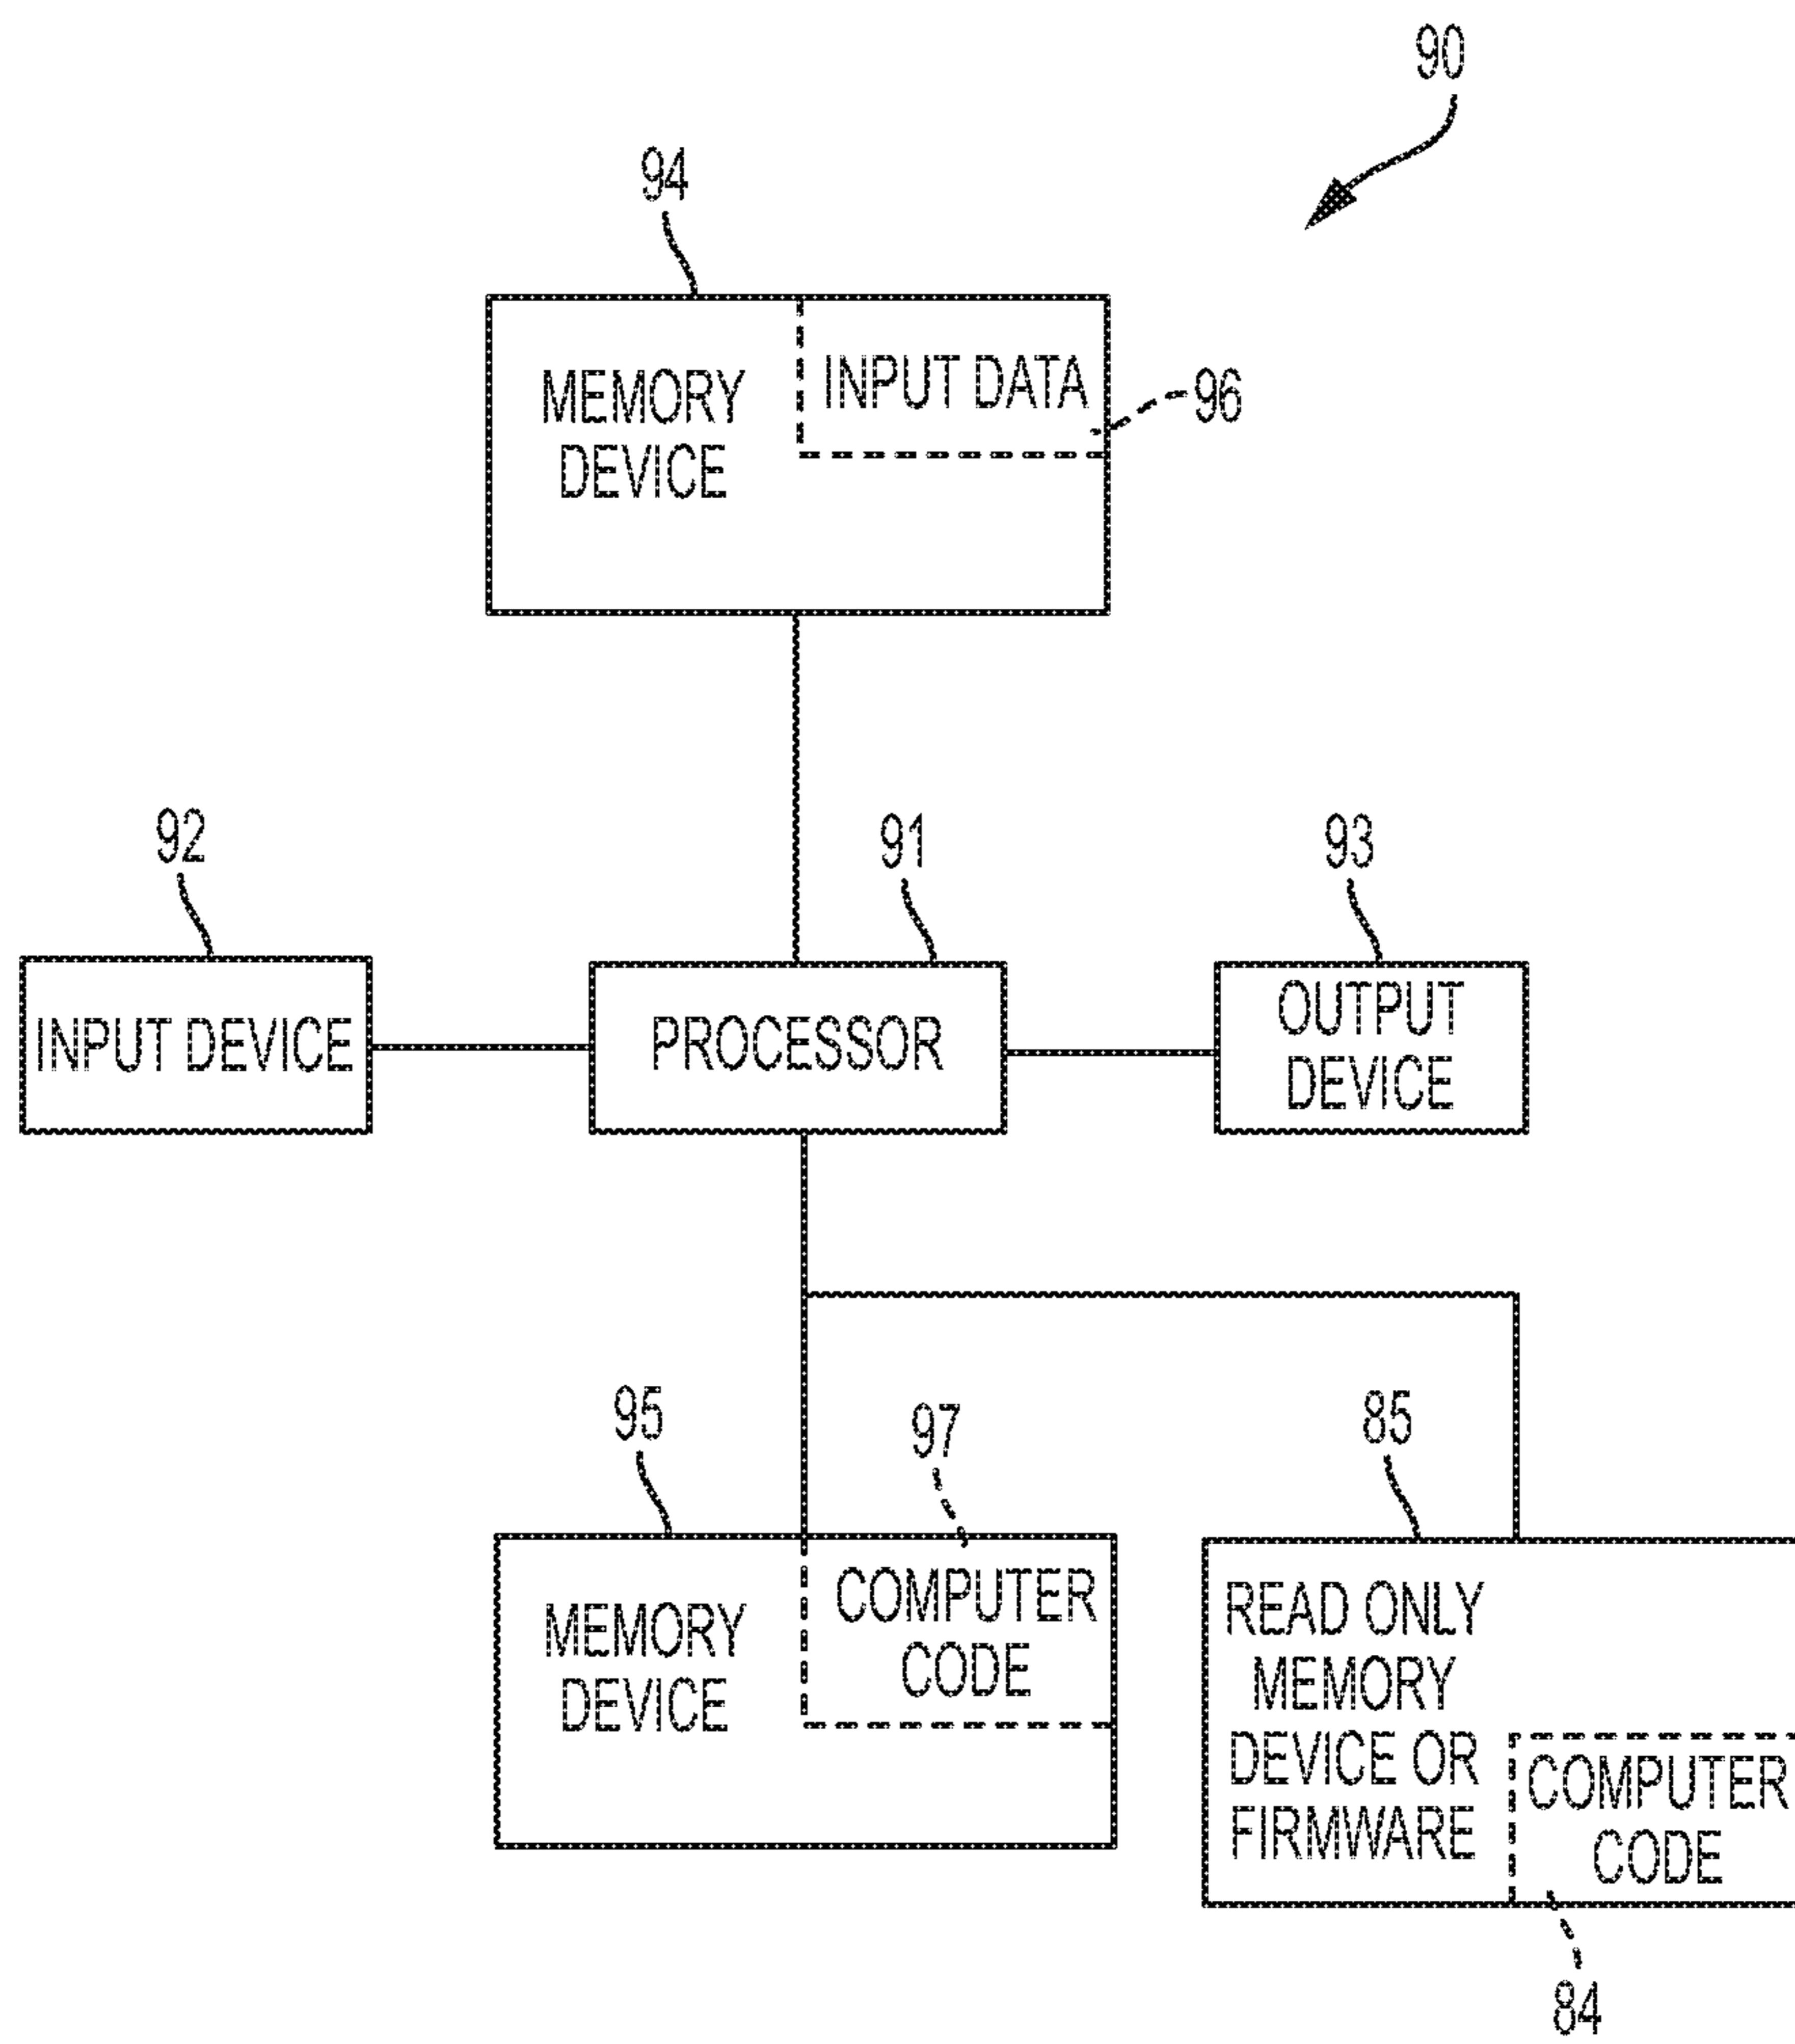 90
94
MEMORY
DEVICE
INPUT DATA
96
92
91
93
INPUT DEVICE
PROCESSOR
OUTPUT
DEVICE
95
97
85
MEMORY
DEVICE
COMPUTER
CODE
READ ONLY
MEMORY
DEVICE OR
FIRMWARE
COMPUTER
CODE
84